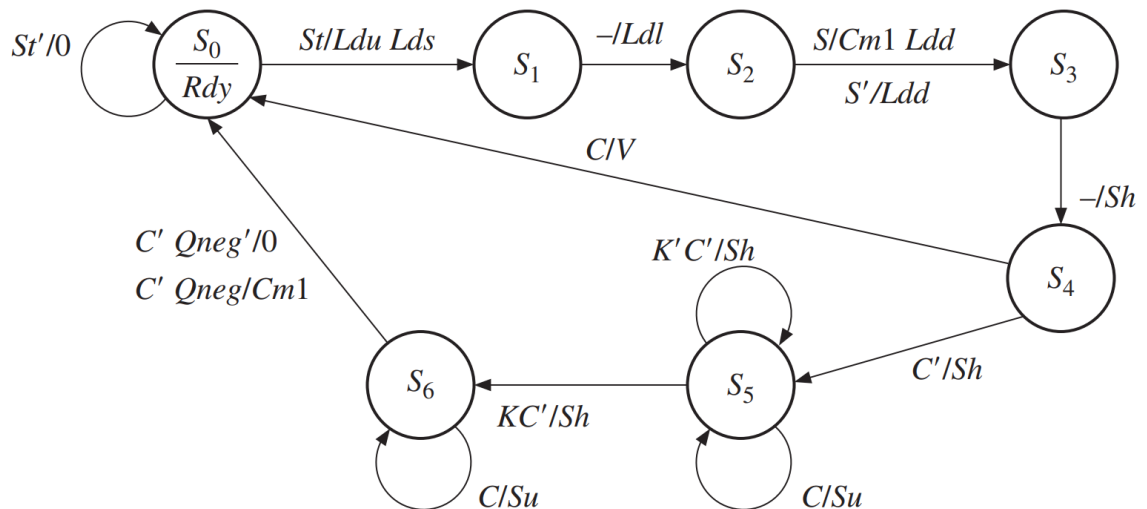 St′/0
S₀
Rdy
St/Ldu Lds
S₁
–/Ldl
S₂
S/Cm1 Ldd
S′/Ldd
S₃
C/V
–/Sh
C′ Qneg′/0
C′ Qneg/Cm1
K′ C′/Sh
S₄
C′/Sh
S₆
KC′/Sh
S₅
C/Su
C/Su